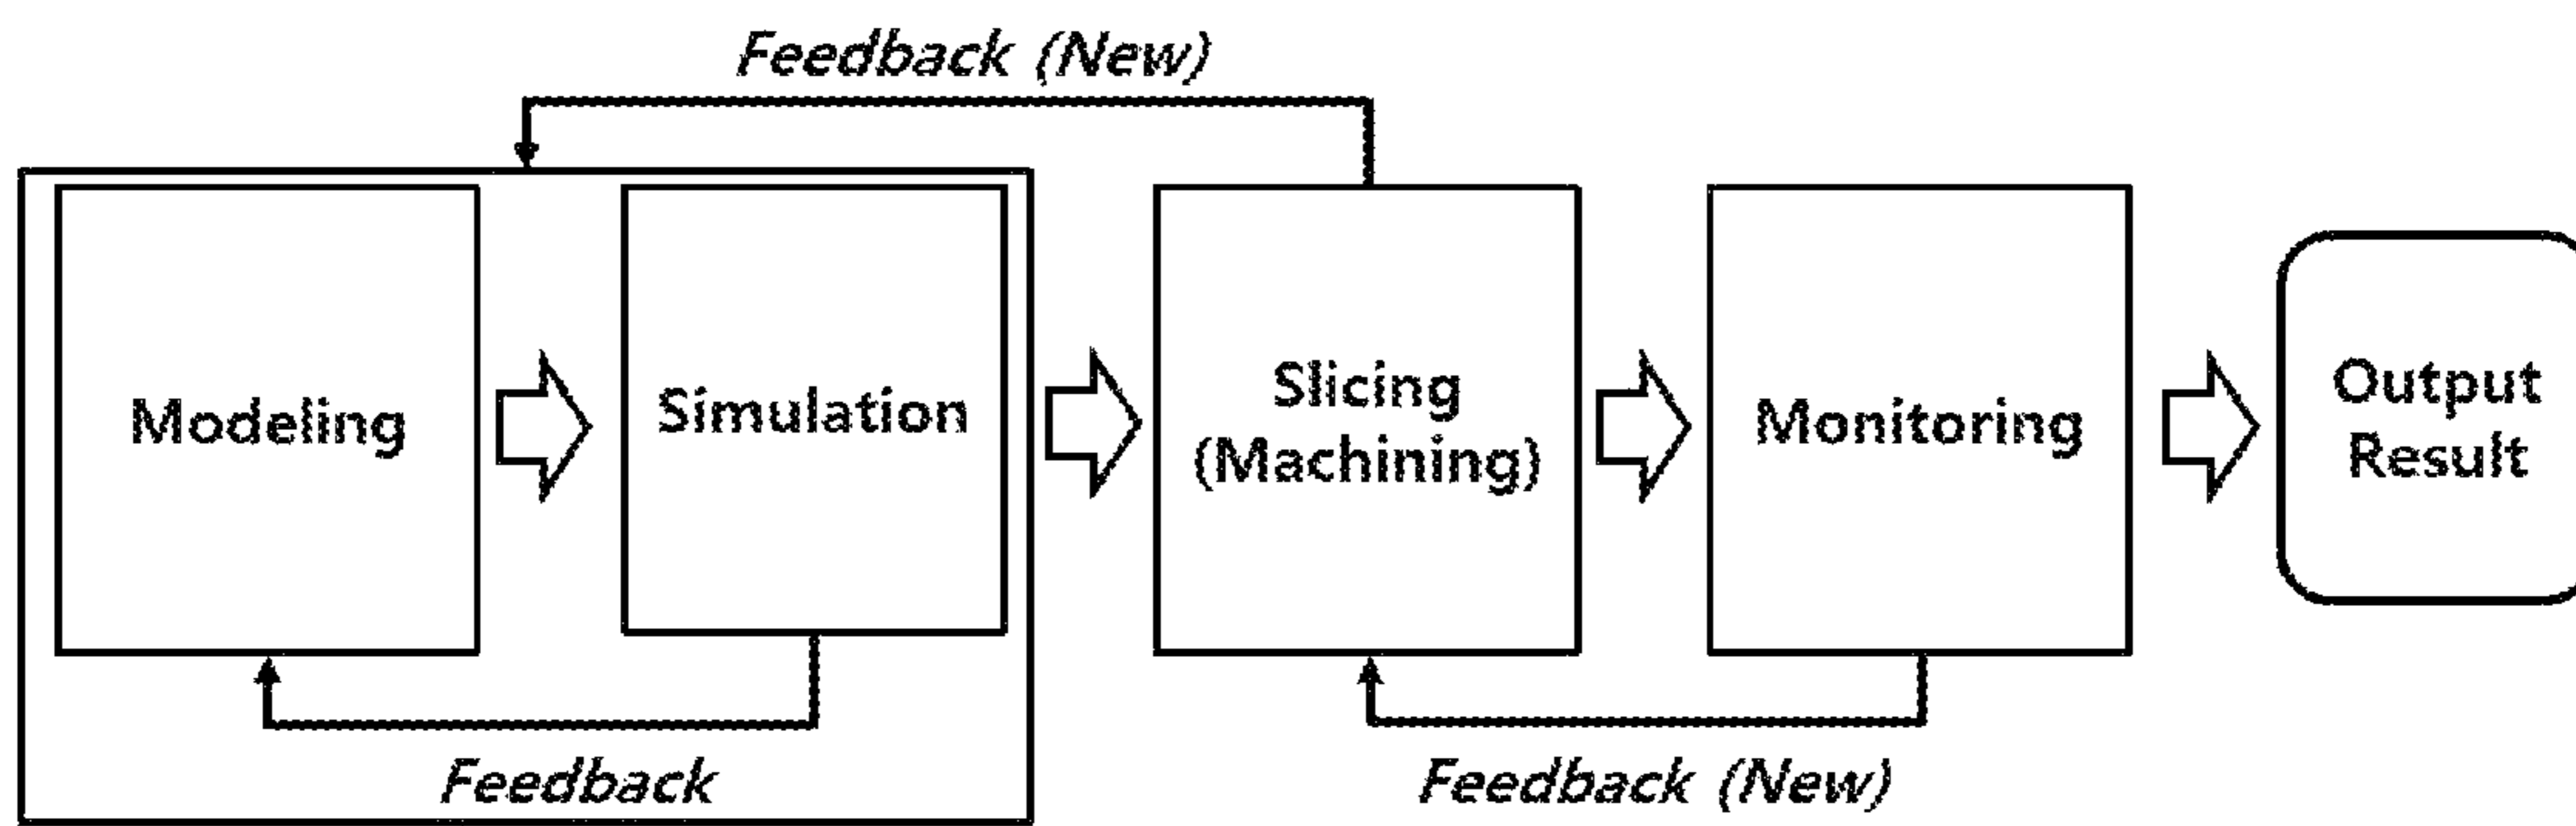 Feedback (New)
Modeling
Simulation
Slicing
(Machining)
Monitoring
Output
Result
Feedback
Feedback (New)